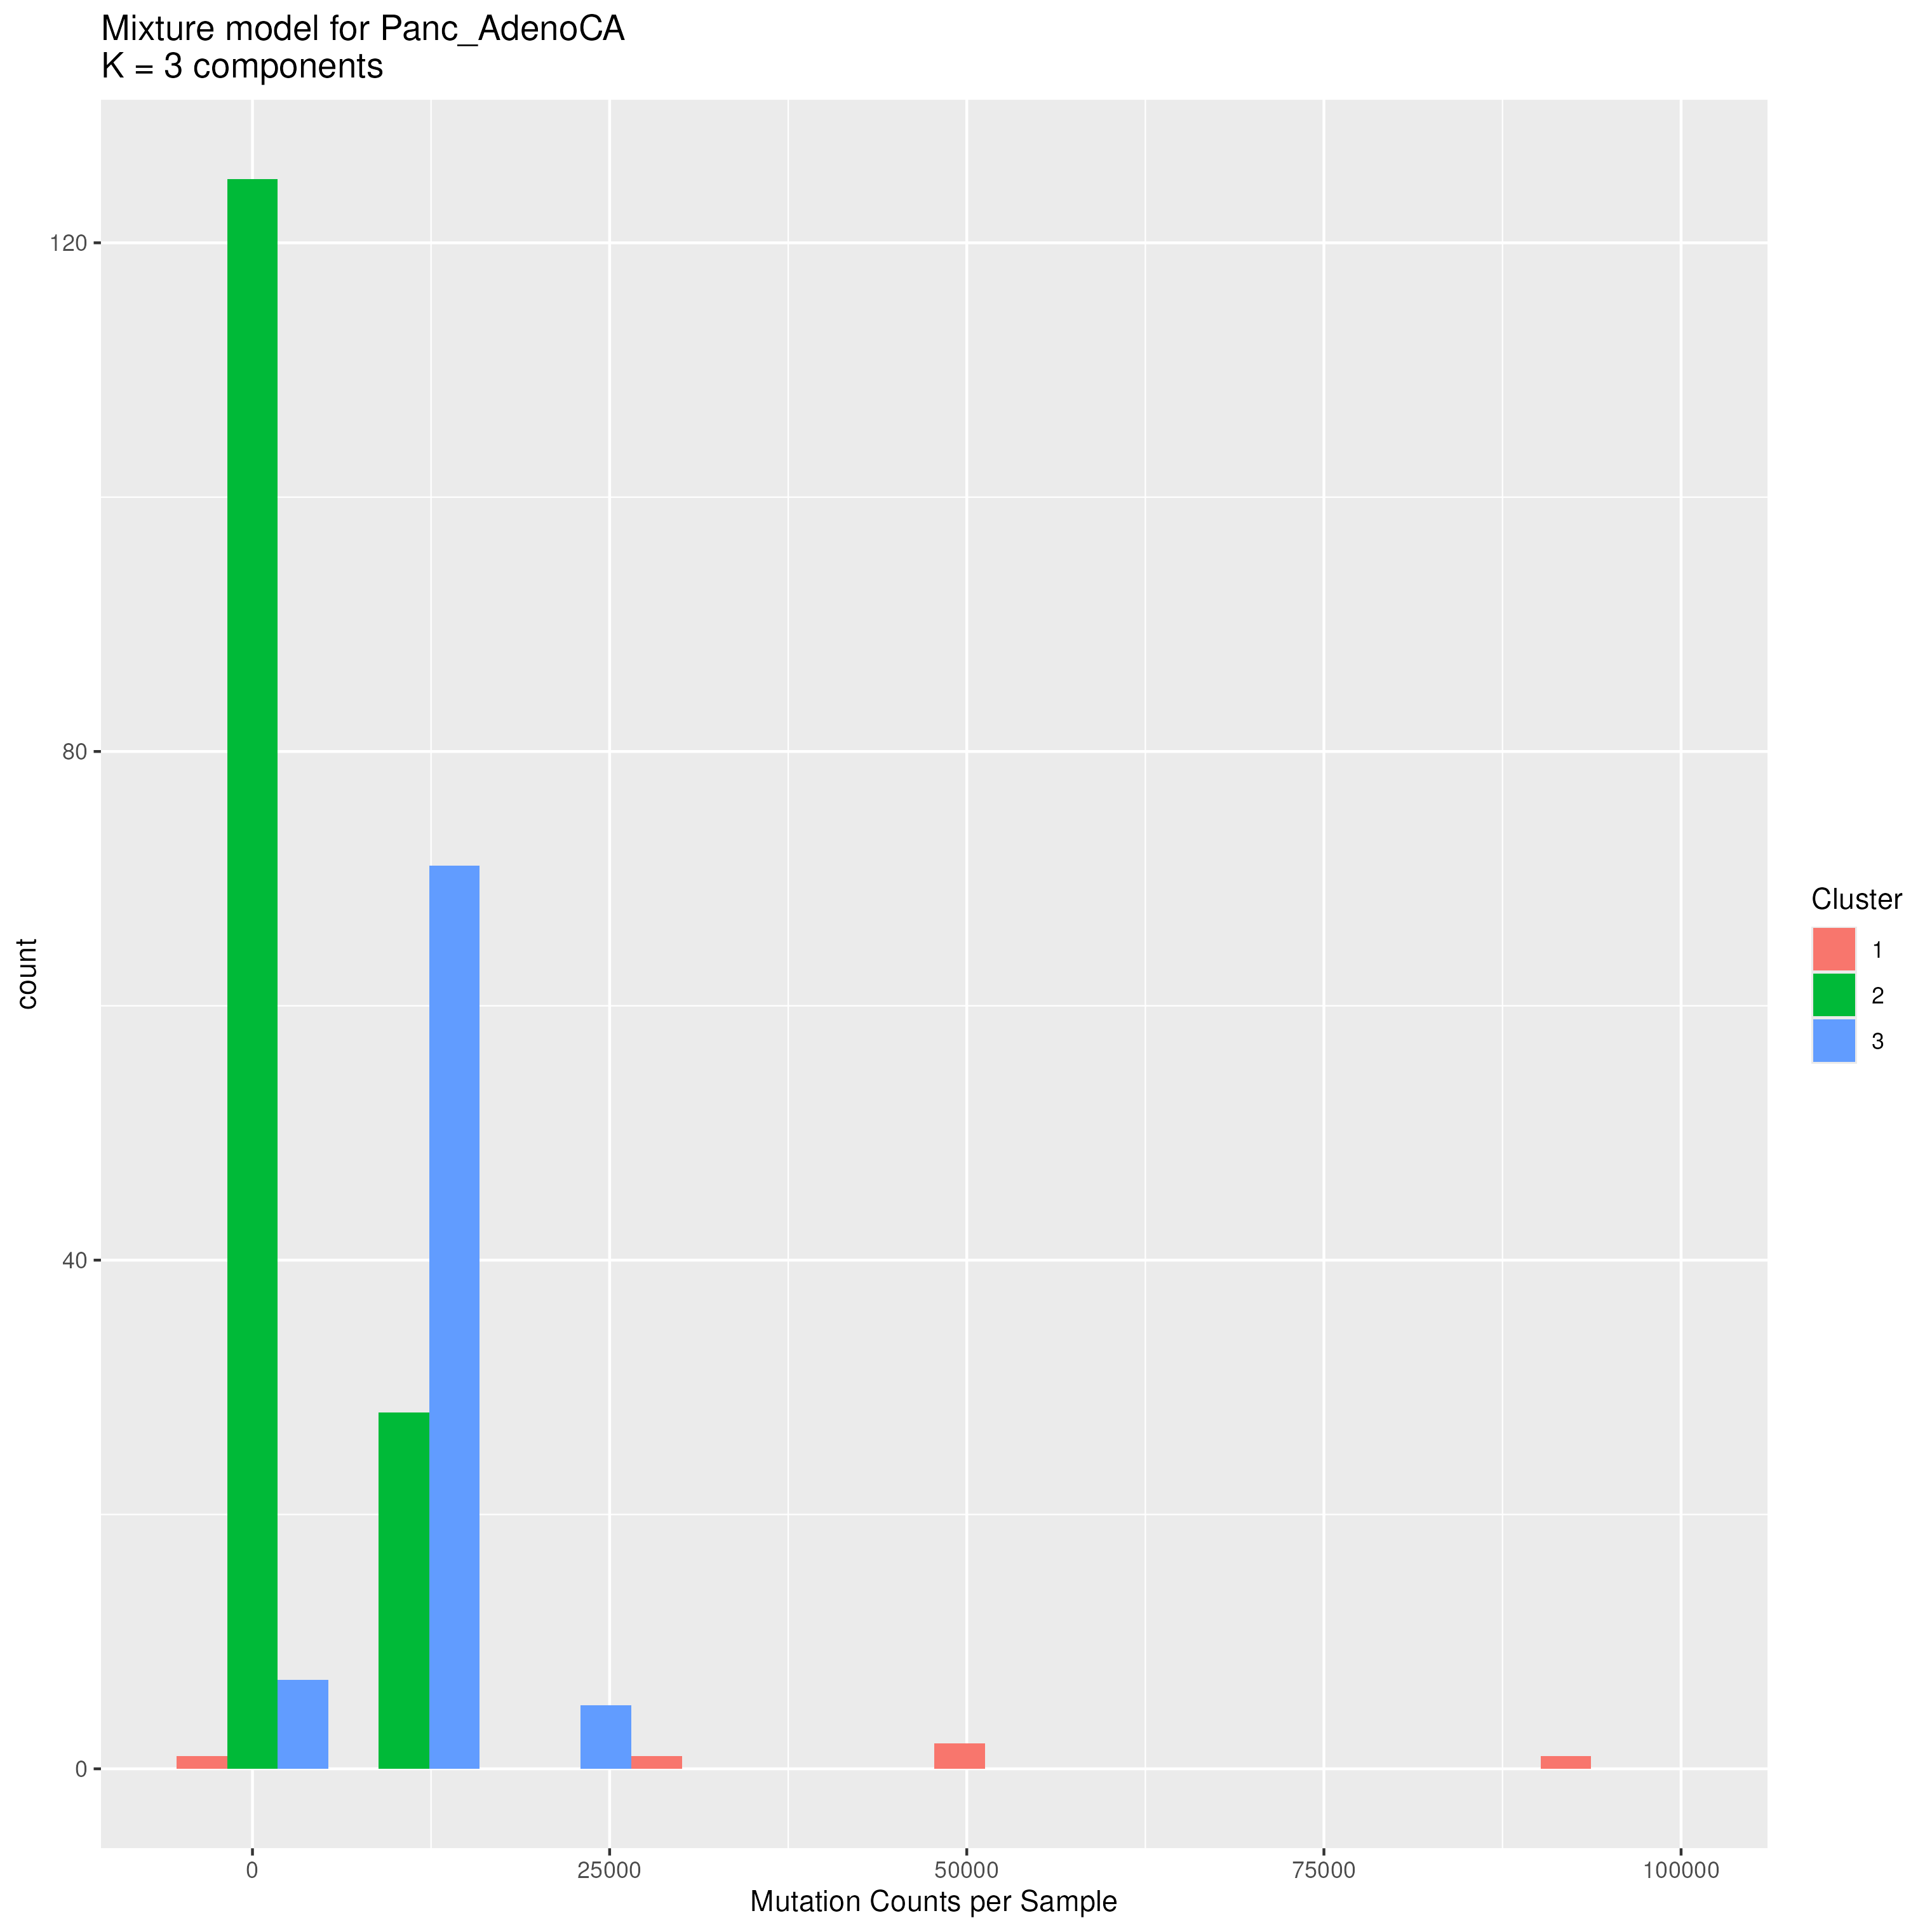 Mixture model for Panc_AdenoCA
K = 3 components
120
80
40
0
count
0
25000
50000
75000
100000
Mutation Counts per Sample
Cluster
1
2
3